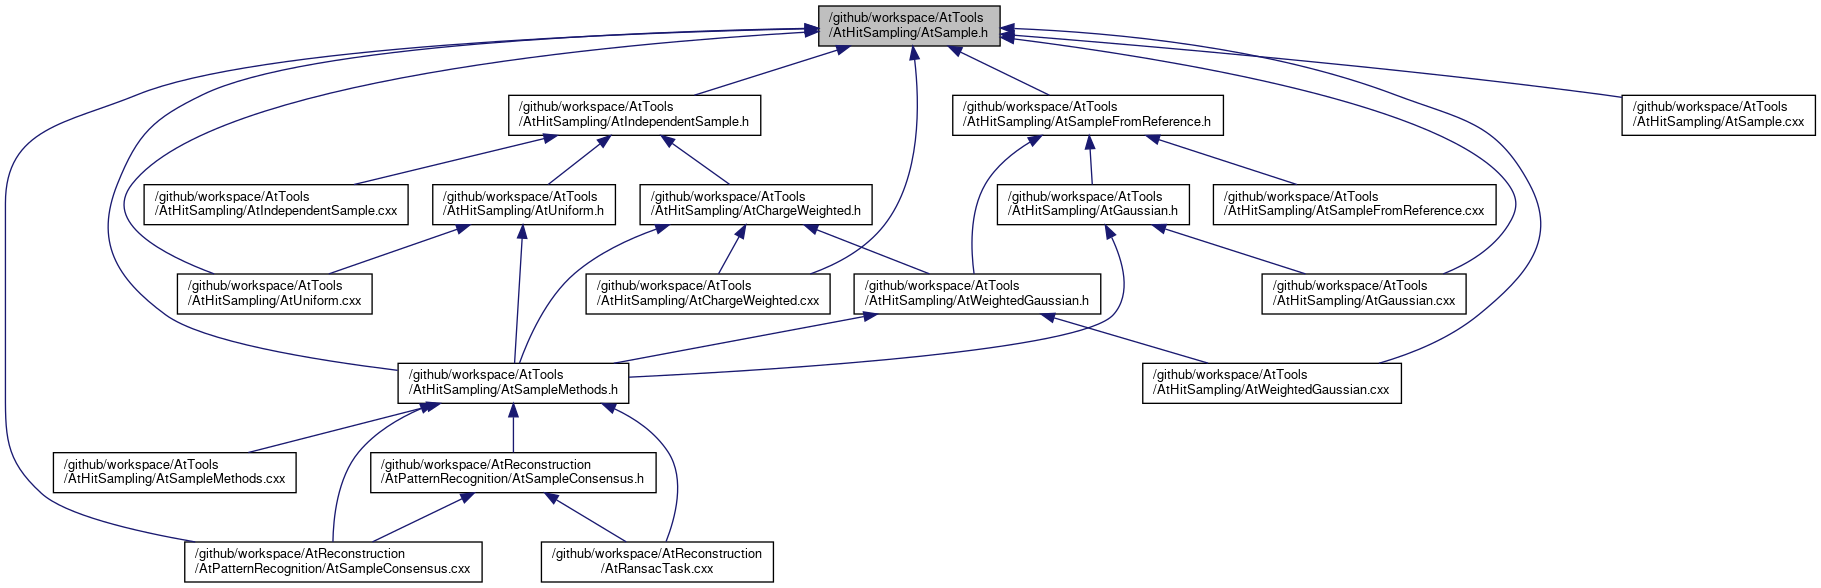 /github/workspace/AtTools
/AtHitSampling/AtSample.h
/github/workspace/AtTools
/AtHitSampling/AtIndependentSample.h
/github/workspace/AtTools
/AtHitSampling/AtSampleFromReference.h
/github/workspace/AtTools
/AtHitSampling/AtSample.cxx
/github/workspace/AtTools
/AtHitSampling/AtIndependentSample.cxx
/github/workspace/AtTools
/AtHitSampling/AtUniform.h
/github/workspace/AtTools
/AtHitSampling/AtChargeWeighted.h
/github/workspace/AtTools
/AtHitSampling/AtGaussian.h
/github/workspace/AtTools
/AtHitSampling/AtSampleFromReference.cxx
/github/workspace/AtTools
/AtHitSampling/AtUniform.cxx
/github/workspace/AtTools
/AtHitSampling/AtChargeWeighted.cxx
/github/workspace/AtTools
/AtHitSampling/AtWeightedGaussian.h
/github/workspace/AtTools
/AtHitSampling/AtGaussian.cxx
/github/workspace/AtTools
/AtHitSampling/AtSampleMethods.h
/github/workspace/AtTools
/AtHitSampling/AtWeightedGaussian.cxx
/github/workspace/AtTools
/AtHitSampling/AtSampleMethods.cxx
/github/workspace/AtReconstruction
/AtPatternRecognition/AtSampleConsensus.h
/github/workspace/AtReconstruction
/AtPatternRecognition/AtSampleConsensus.cxx
/github/workspace/AtReconstruction
/AtRansacTask.cxx